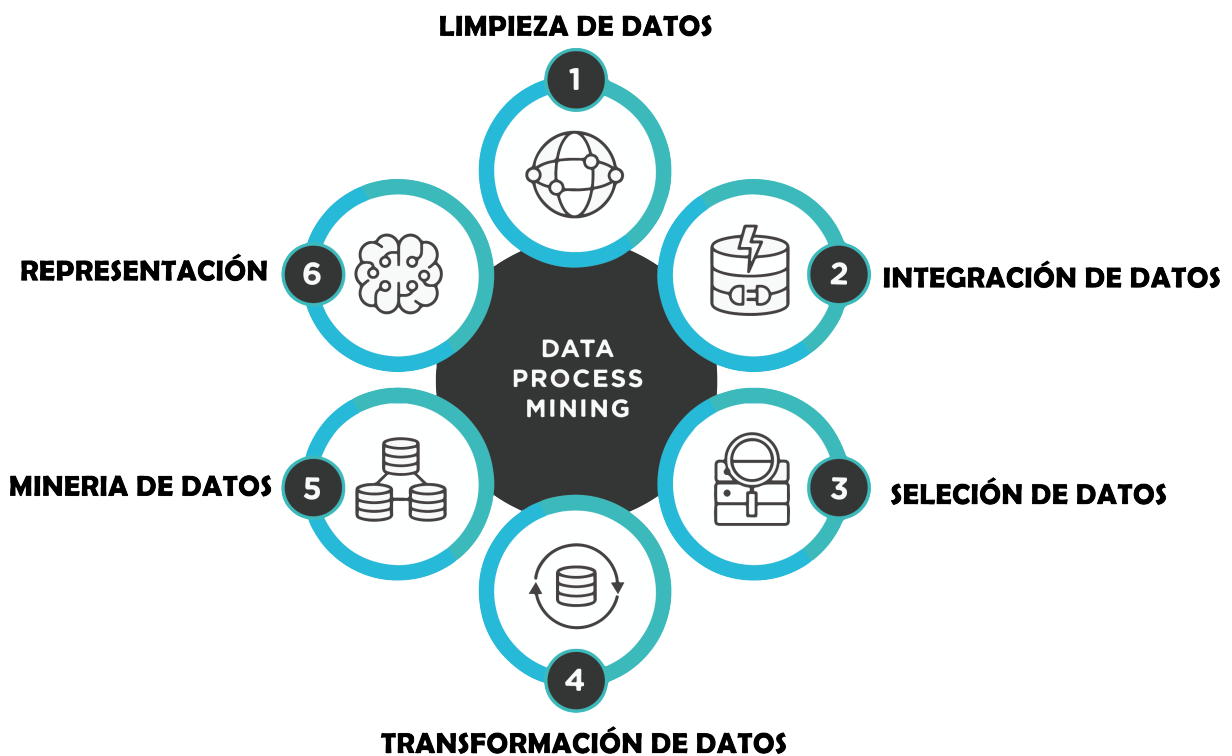 LIMPIEZA DE DATOS
1
REPRESENTACIÓN
6
2
INTEGRACIÓN DE DATOS
DATA
PROCESS
MINING
MINERIA DE DATOS
5
3
SELECIÓN DE DATOS
4
TRANSFORMACIÓN DE DATOS